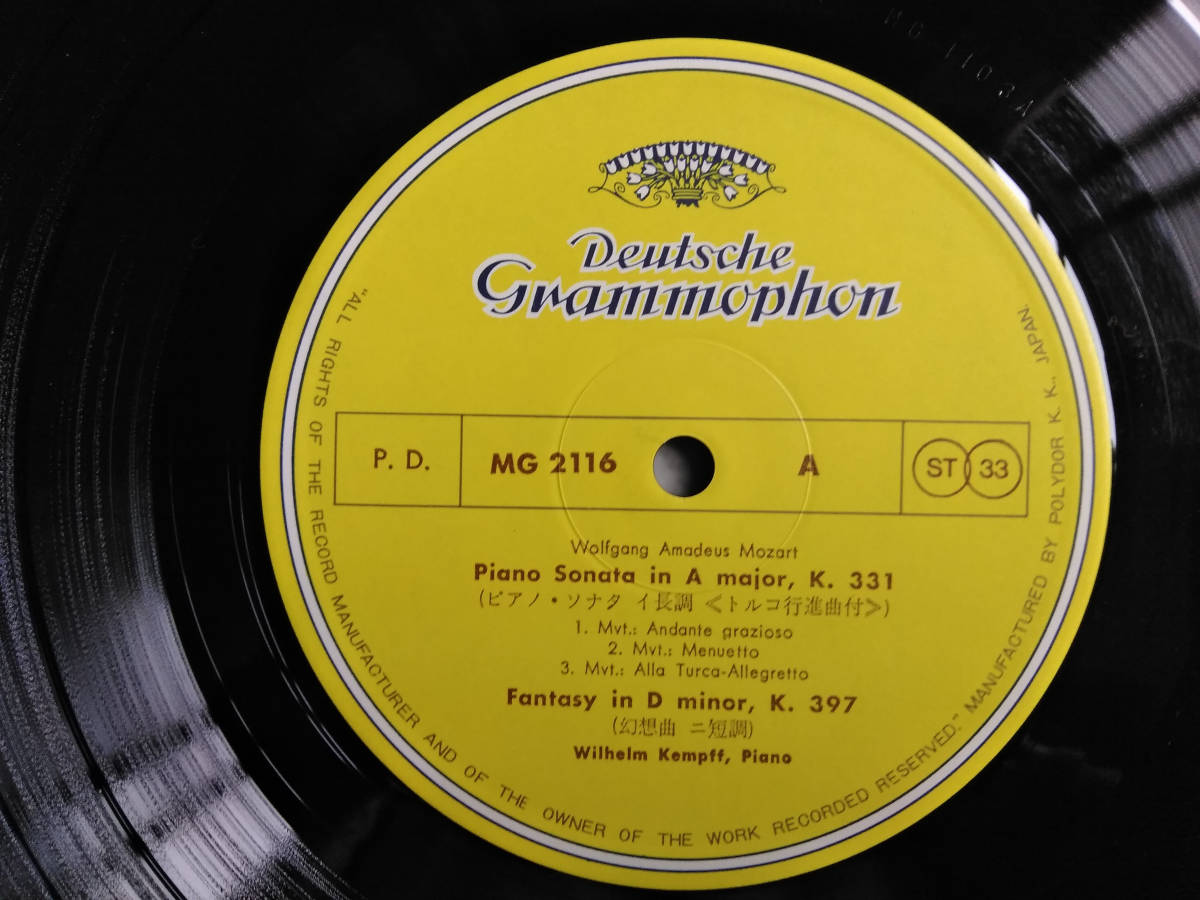 Deutsche
Grammophon
P. D.
MG 2116
A
ST 33
Wolfgang Amadeus Mozart
Piano Sonata in A major, K. 331
(ピアノ・ソナタ イ長調 《トルコ行進曲付》)
1. Mvt.: Andante grazioso
2. Mvt.: Menuetto
3. Mvt.: Alla Turca-Allegretto
Fantasy in D minor, K. 397
(幻想曲 ニ短調)
Wilhelm Kempff, Piano
"ALL RIGHTS OF THE RECORD MANUFACTURER AND OF THE OWNER OF THE WORK RECORDED RESERVED." MANUFACTURED BY POLYDOR K. K., JAPAN.